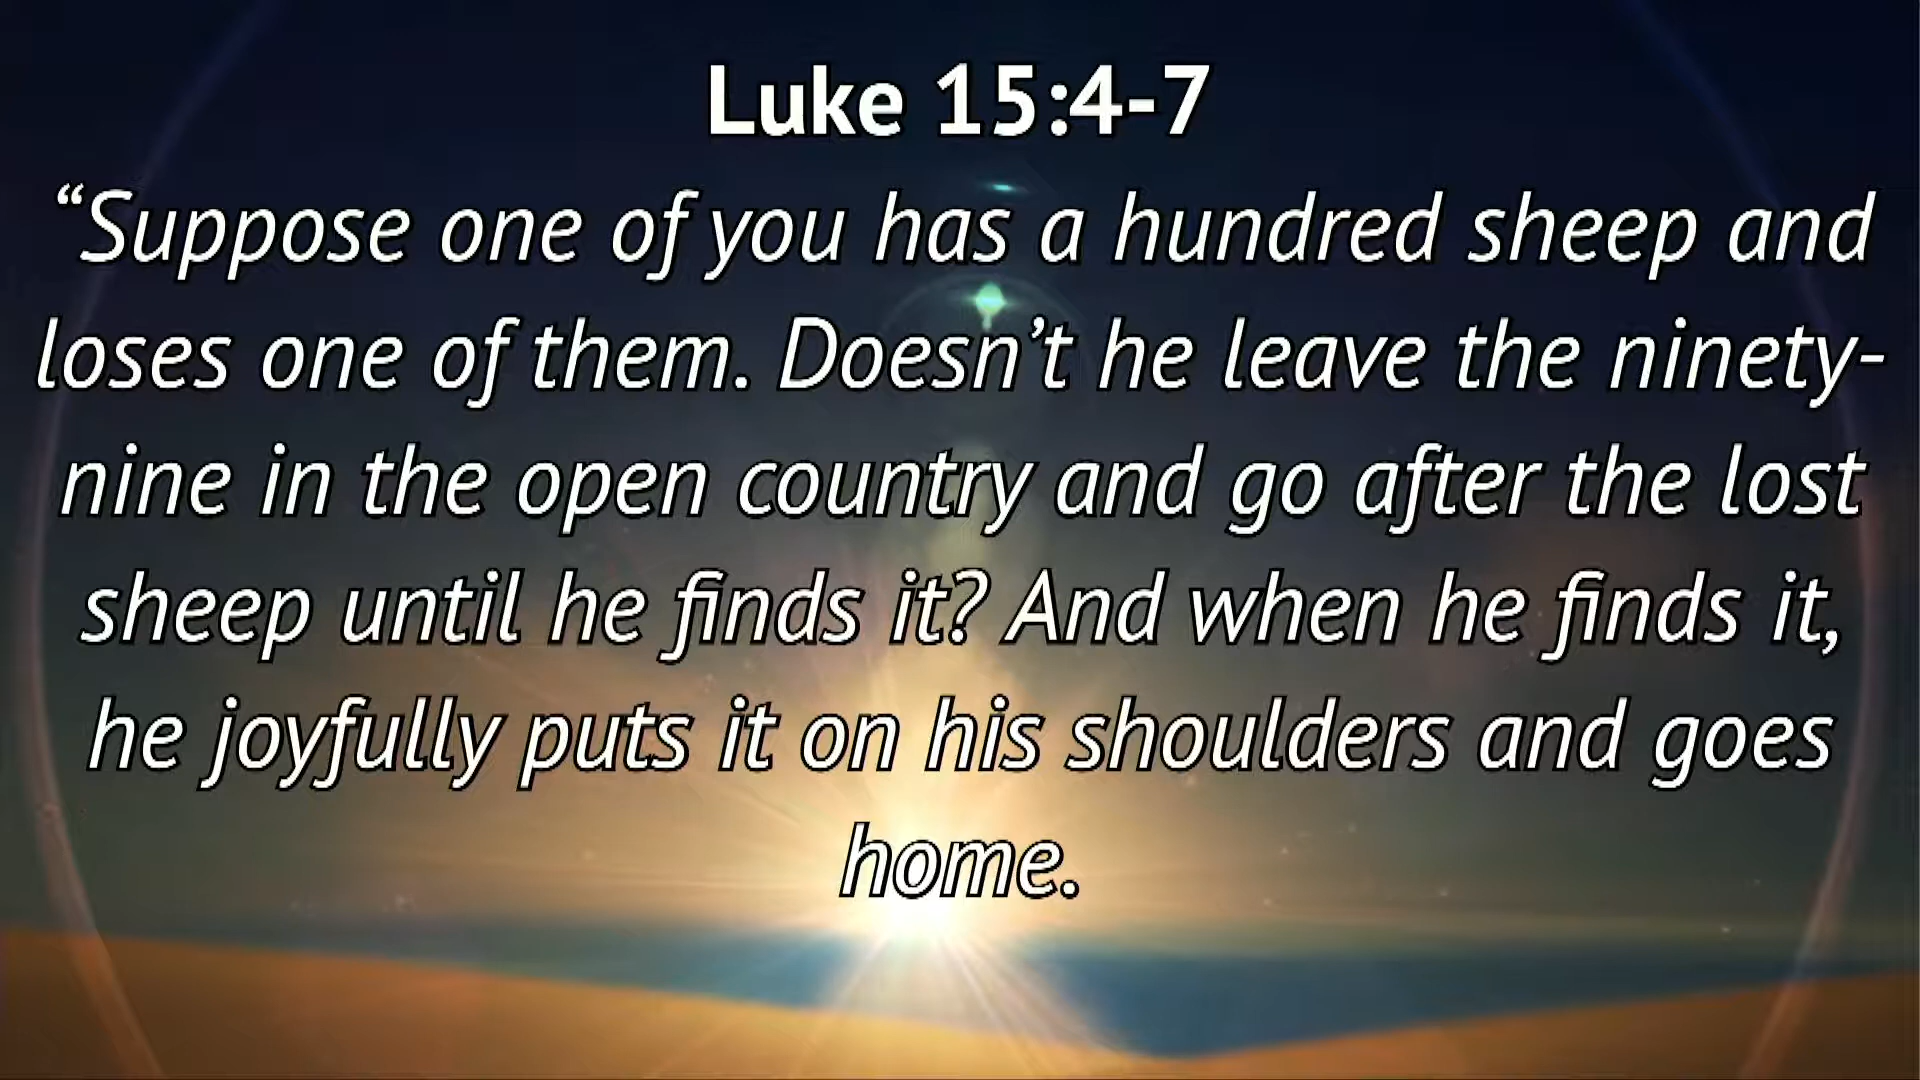 Luke 15:4-7
“Suppose one of you has a hundred sheep and
loses one of them. Doesn’t he leave the ninety-
nine in the open country and go after the lost
sheep until he finds it? And when he finds it,
he joyfully puts it on his shoulders and goes
home.